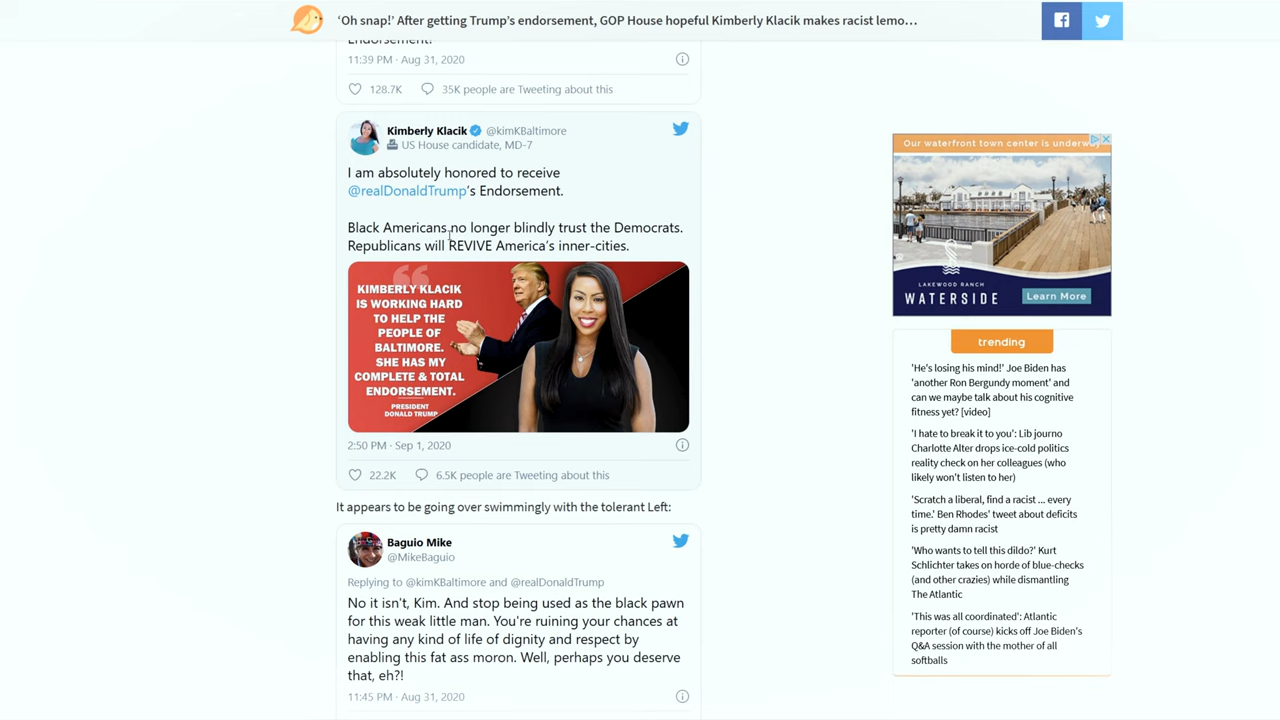 ‘Oh snap!’ After getting Trump’s endorsement, GOP House hopeful Kimberly Klacik makes racist lemo…
Endorsement!
11:39 PM · Aug 31, 2020
128.7K 35K people are Tweeting about this
Kimberly Klacik @kimKBaltimore
US House candidate, MD-7
I am absolutely honored to receive
@realDonaldTrump’s Endorsement.
Black Americans no longer blindly trust the Democrats.
Republicans will REVIVE America’s inner-cities.
KIMBERLY KLACIK
IS WORKING HARD
TO HELP THE
PEOPLE OF
BALTIMORE.
SHE HAS MY
COMPLETE & TOTAL
ENDORSEMENT.
PRESIDENT
DONALD TRUMP
2:50 PM · Sep 1, 2020
22.2K 6.5K people are Tweeting about this
It appears to be going over swimmingly with the tolerant Left:
Baguio Mike
@MikeBaguio
Replying to @kimKBaltimore and @realDonaldTrump
No it isn't, Kim. And stop being used as the black pawn
for this weak little man. You're ruining your chances at
having any kind of life of dignity and respect by
enabling this fat ass moron. Well, perhaps you deserve
that, eh?!
11:45 PM · Aug 31, 2020
Our waterfront town center is underway
LAKEWOOD RANCH
WATERSIDE
Learn More
trending
'He's losing his mind!' Joe Biden has
'another Ron Bergundy moment' and
can we maybe talk about his cognitive
fitness yet? [video]
'I hate to break it to you': Lib journo
Charlotte Alter drops ice-cold politics
reality check on her colleagues (who
likely won't listen to her)
'Scratch a liberal, find a racist ... every
time.' Ben Rhodes' tweet about deficits
is pretty damn racist
'Who wants to tell this dildo?' Kurt
Schlichter takes on horde of blue-checks
(and other crazies) while dismantling
The Atlantic
'This was all coordinated': Atlantic
reporter (of course) kicks off Joe Biden's
Q&A session with the mother of all
softballs